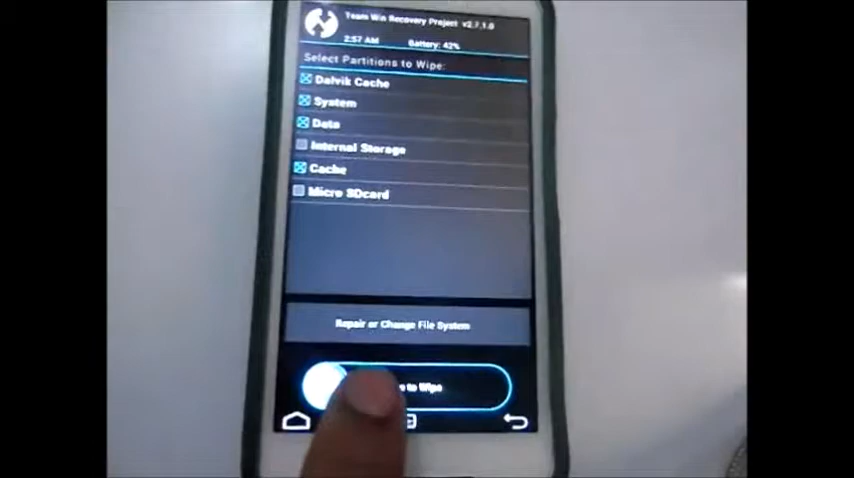 Team Win Recovery Project v2.7.1.0
2:57 AM Battery: 42%
Select Partitions to Wipe:
Dalvik Cache
System
Data
Internal Storage
Cache
Micro SDcard
Repair or Change File System
to Wipe